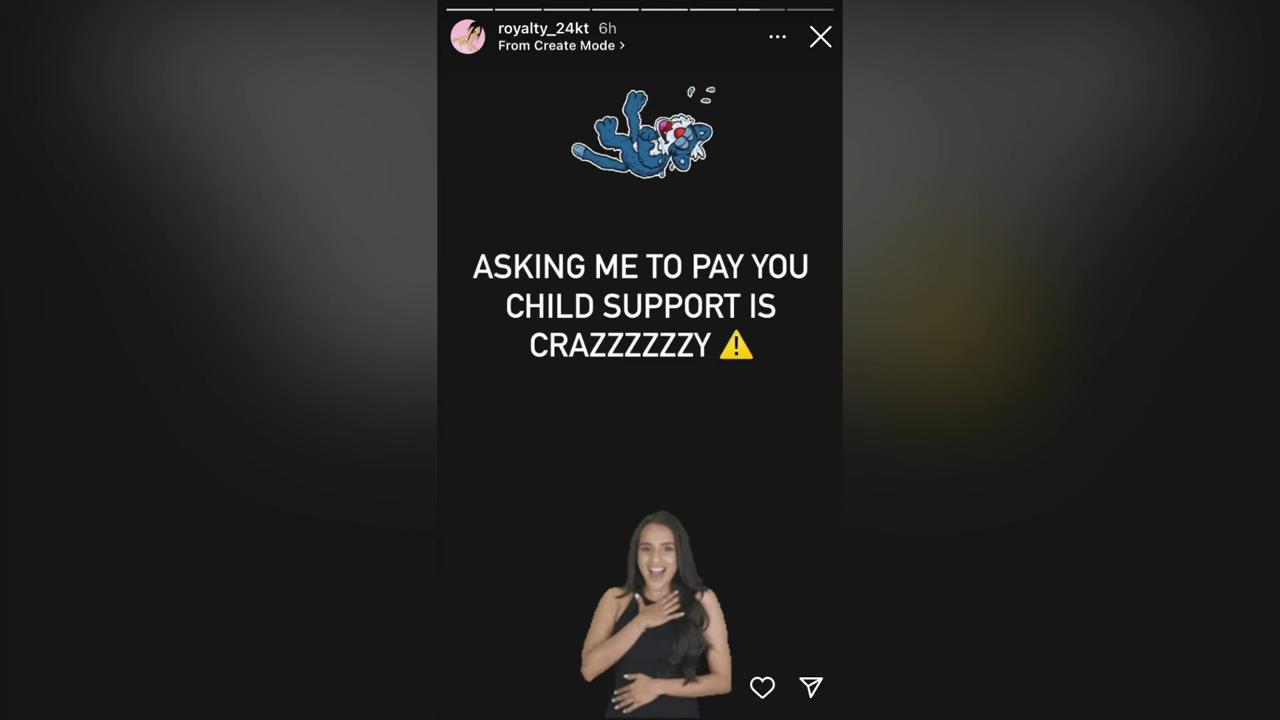 royalty_24kt 6h
From Create Mode >
ASKING ME TO PAY YOU
CHILD SUPPORT IS
CRAZZZZZZY ⚠️